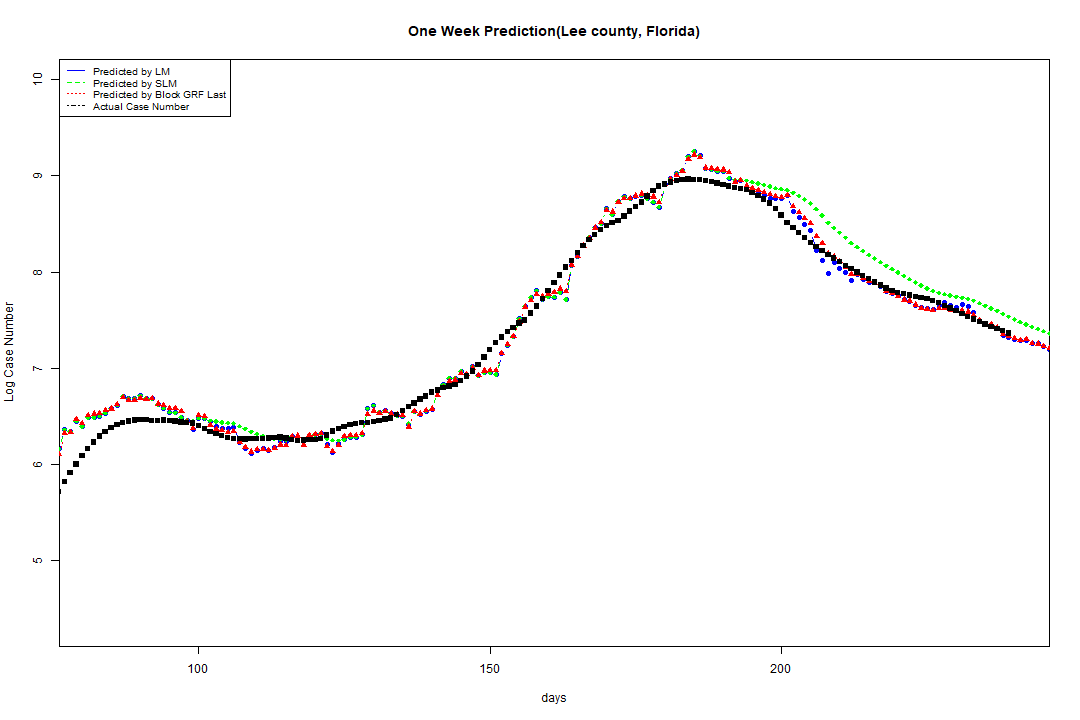 One Week Prediction(Lee county, Florida)
Predicted by LM
Predicted by SLM
Predicted by Block GRF Last
Actual Case Number
10
9
8
7
6
5
Log Case Number
100 150 200
days